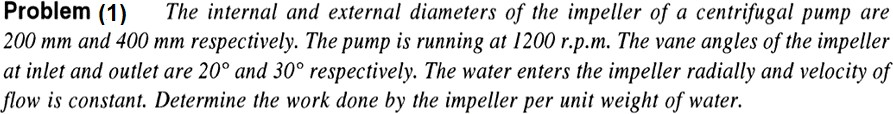 Problem (1) The internal and external diameters of the impeller of a centrifugal pump are
200 mm and 400 mm respectively. The pump is running at 1200 r.p.m. The vane angles of the impeller
at inlet and outlet are 20° and 30° respectively. The water enters the impeller radially and velocity of
flow is constant. Determine the work done by the impeller per unit weight of water.